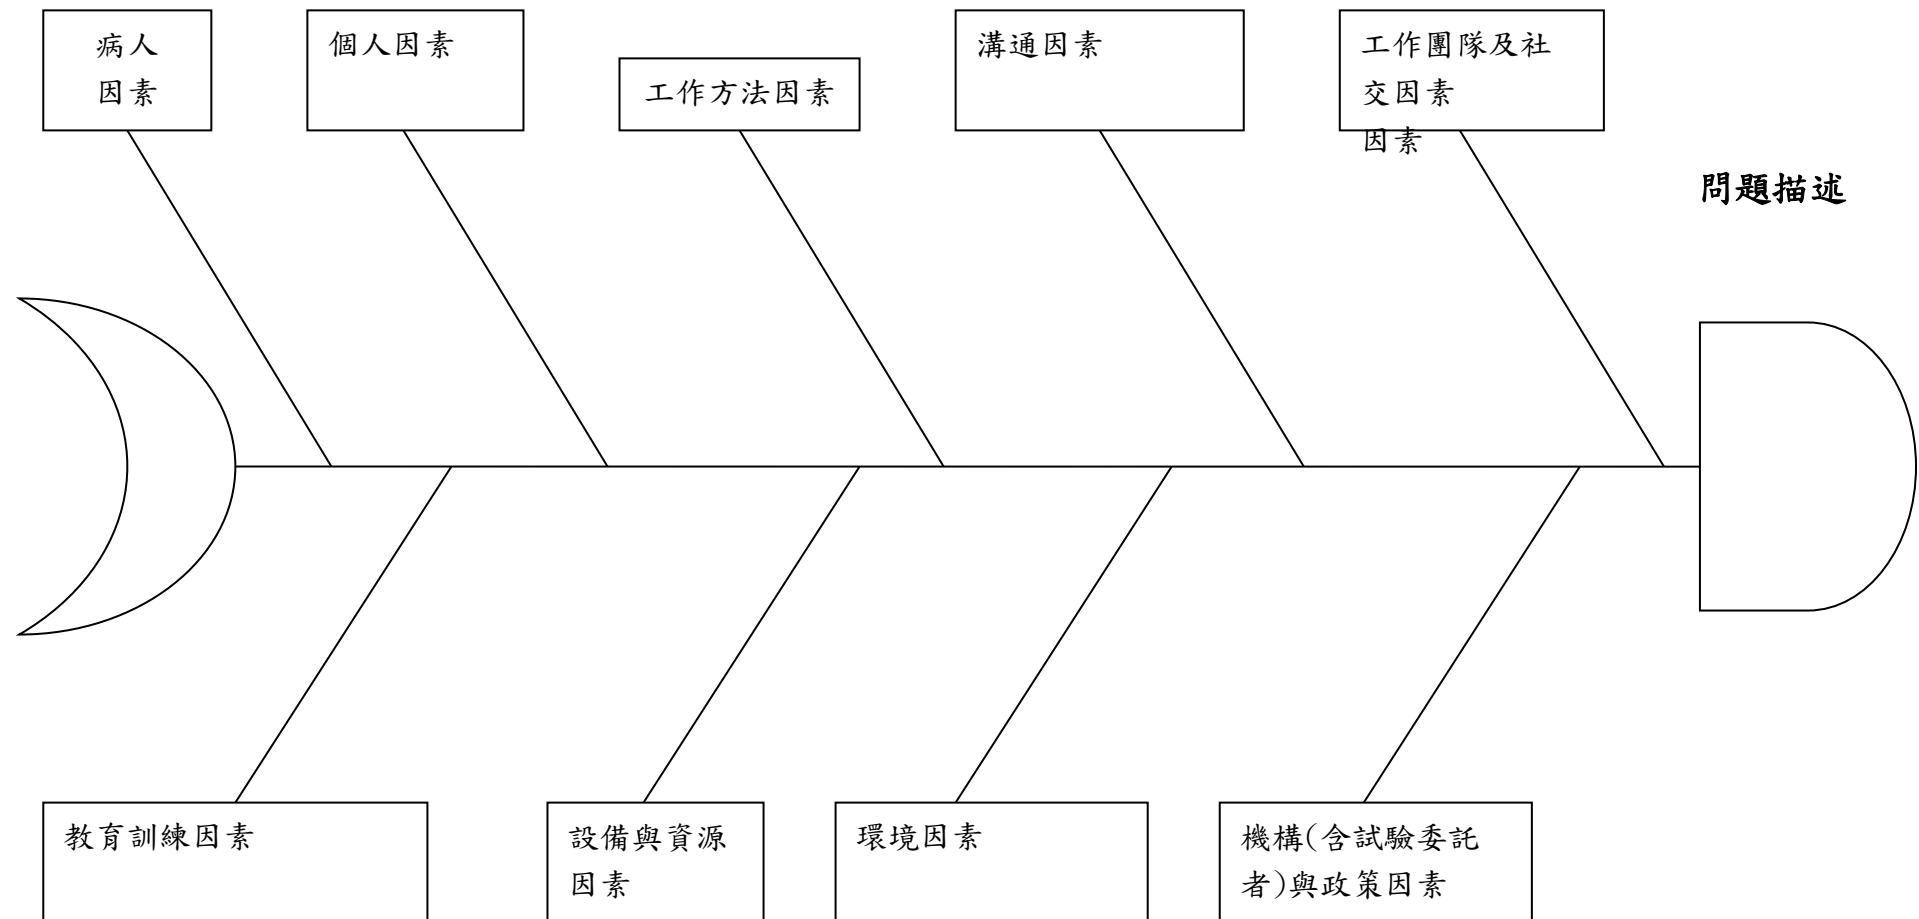 病人
因素
個人因素
工作方法因素
溝通因素
工作團隊及社
交因素
因素
問題描述
教育訓練因素
設備與資源
因素
環境因素
機構(含試驗委託
者)與政策因素